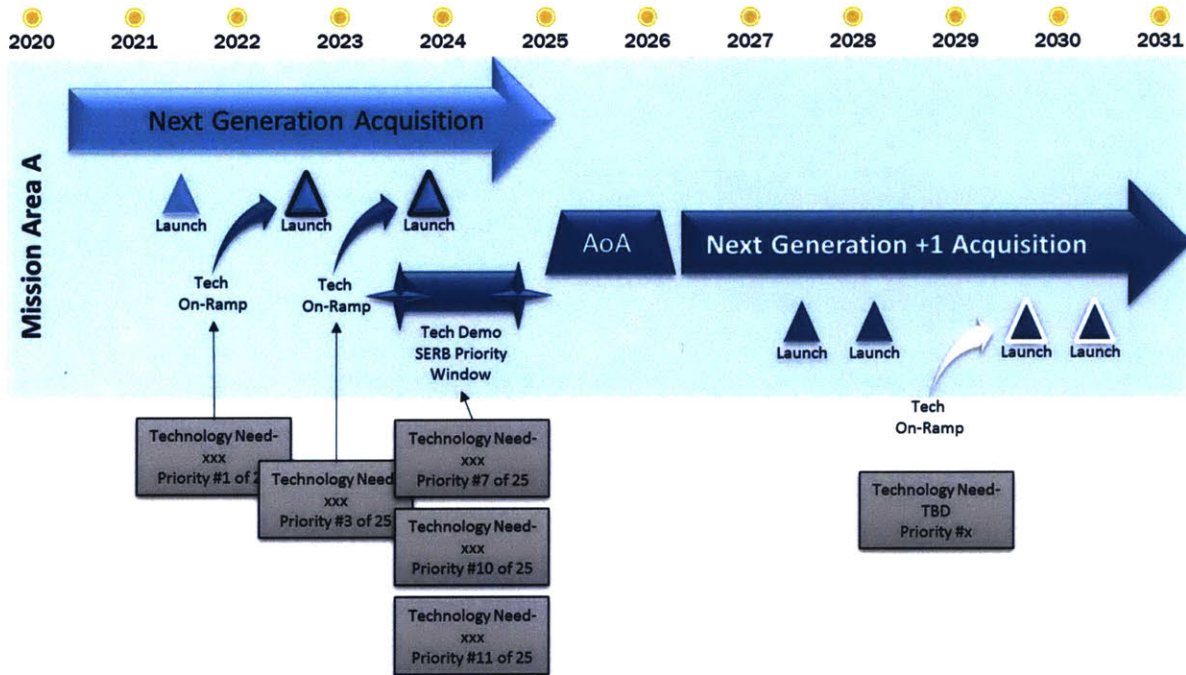 2020 2021 2022 2023 2024 2025 2026 2027 2028 2029 2030 2031
Mission Area A
Next Generation Acquisition
Launch
Launch
Launch
Tech
On-Ramp
Tech
On-Ramp
Tech Demo
SERB Priority
Window
AoA
Next Generation +1 Acquisition
Launch
Launch
Launch
Launch
Tech
On-Ramp
Technology Need-
xxx
Priority #1 of
Technology Need-
xxx
Priority #3 of 25
Technology Need-
xxx
Priority #7 of 25
Technology Need-
xxx
Priority #10 of 25
Technology Need-
xxx
Priority #11 of 25
Technology Need-
TBD
Priority #x